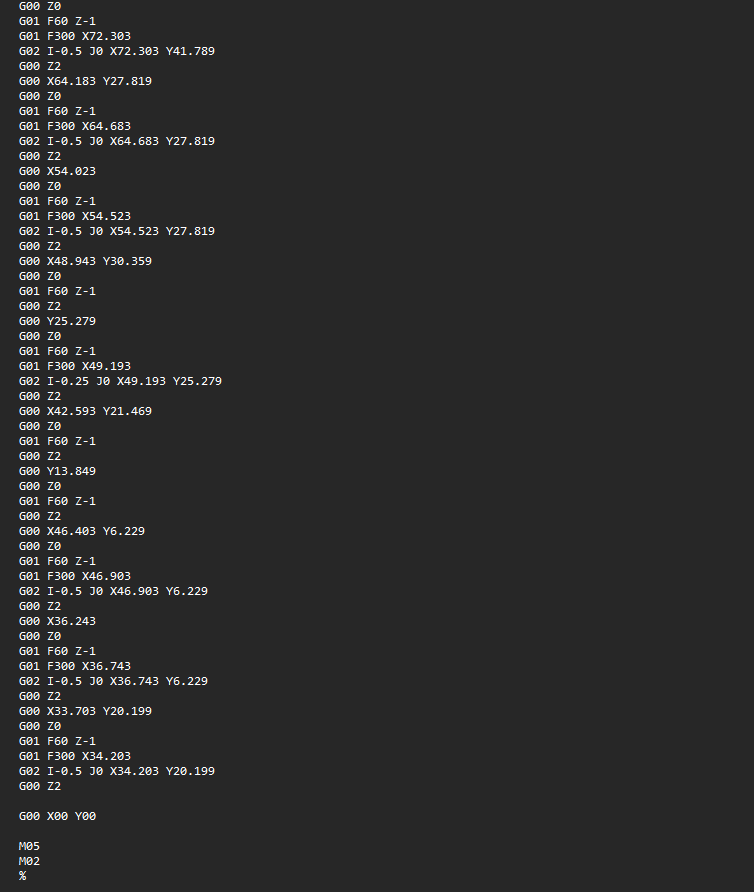 G00 Z0
G01 F60 Z-1
G01 F300 X72.303
G02 I-0.5 J0 X72.303 Y41.789
G00 Z2
G00 X64.183 Y27.819
G00 Z0
G01 F60 Z-1
G01 F300 X64.683
G02 I-0.5 J0 X64.683 Y27.819
G00 Z2
G00 X54.023
G00 Z0
G01 F60 Z-1
G01 F300 X54.523
G02 I-0.5 J0 X54.523 Y27.819
G00 Z2
G00 X48.943 Y30.359
G00 Z0
G01 F60 Z-1
G00 Z2
G00 Y25.279
G00 Z0
G01 F60 Z-1
G01 F300 X49.193
G02 I-0.25 J0 X49.193 Y25.279
G00 Z2
G00 X42.593 Y21.469
G00 Z0
G01 F60 Z-1
G00 Z2
G00 Y13.849
G00 Z0
G01 F60 Z-1
G00 Z2
G00 X46.403 Y6.229
G00 Z0
G01 F60 Z-1
G01 F300 X46.903
G02 I-0.5 J0 X46.903 Y6.229
G00 Z2
G00 X36.243
G00 Z0
G01 F60 Z-1
G01 F300 X36.743
G02 I-0.5 J0 X36.743 Y6.229
G00 Z2
G00 X33.703 Y20.199
G00 Z0
G01 F60 Z-1
G01 F300 X34.203
G02 I-0.5 J0 X34.203 Y20.199
G00 Z2
G00 X00 Y00
M05
M02
%